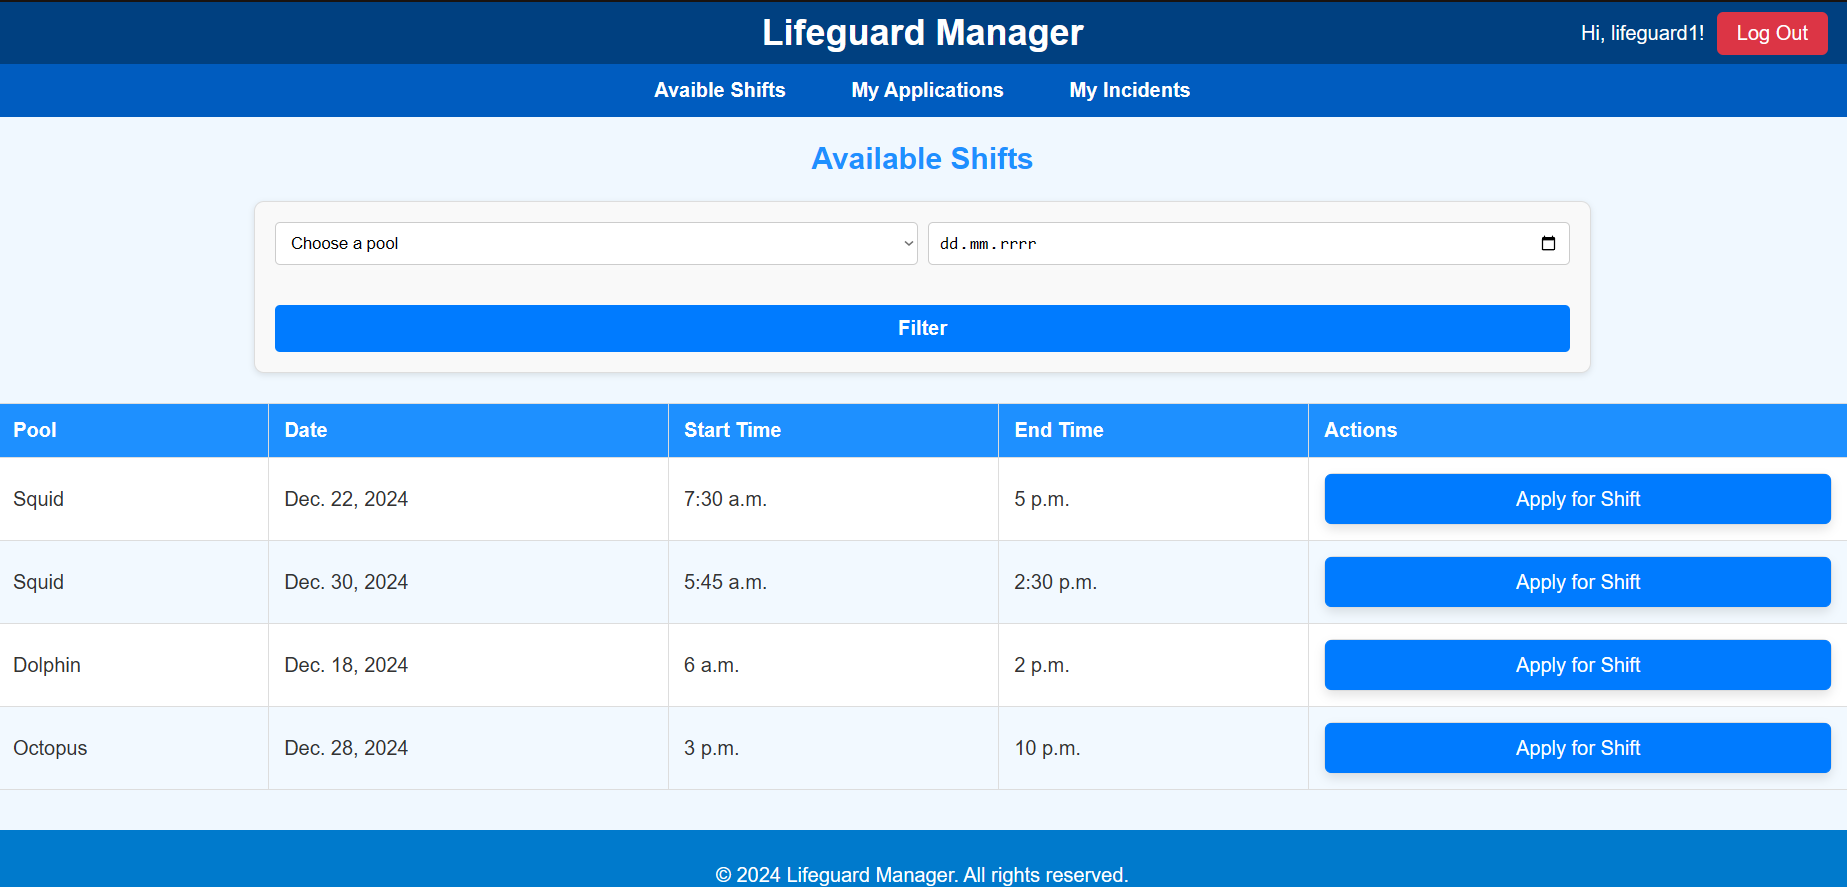 Lifeguard Manager
Hi, lifeguard1! Log Out
Avaible Shifts My Applications My Incidents
Available Shifts
Choose a pool dd.mm.rrrr
Filter
Pool Date Start Time End Time Actions
Squid Dec. 22, 2024 7:30 a.m. 5 p.m. Apply for Shift
Squid Dec. 30, 2024 5:45 a.m. 2:30 p.m. Apply for Shift
Dolphin Dec. 18, 2024 6 a.m. 2 p.m. Apply for Shift
Octopus Dec. 28, 2024 3 p.m. 10 p.m. Apply for Shift
© 2024 Lifeguard Manager. All rights reserved.